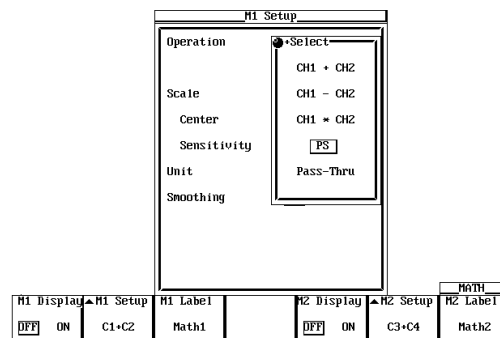 M1 Setup
Operation
Select
CH1 + CH2
Scale
CH1 - CH2
Center
CH1 * CH2
Sensitivity
PS
Unit
Pass-Thru
Smoothing
MATH
M1 Display
M1 Setup
M1 Label
M2 Display
M2 Setup
M2 Label
OFF ON
C1+C2
Math1
OFF ON
C3+C4
Math2